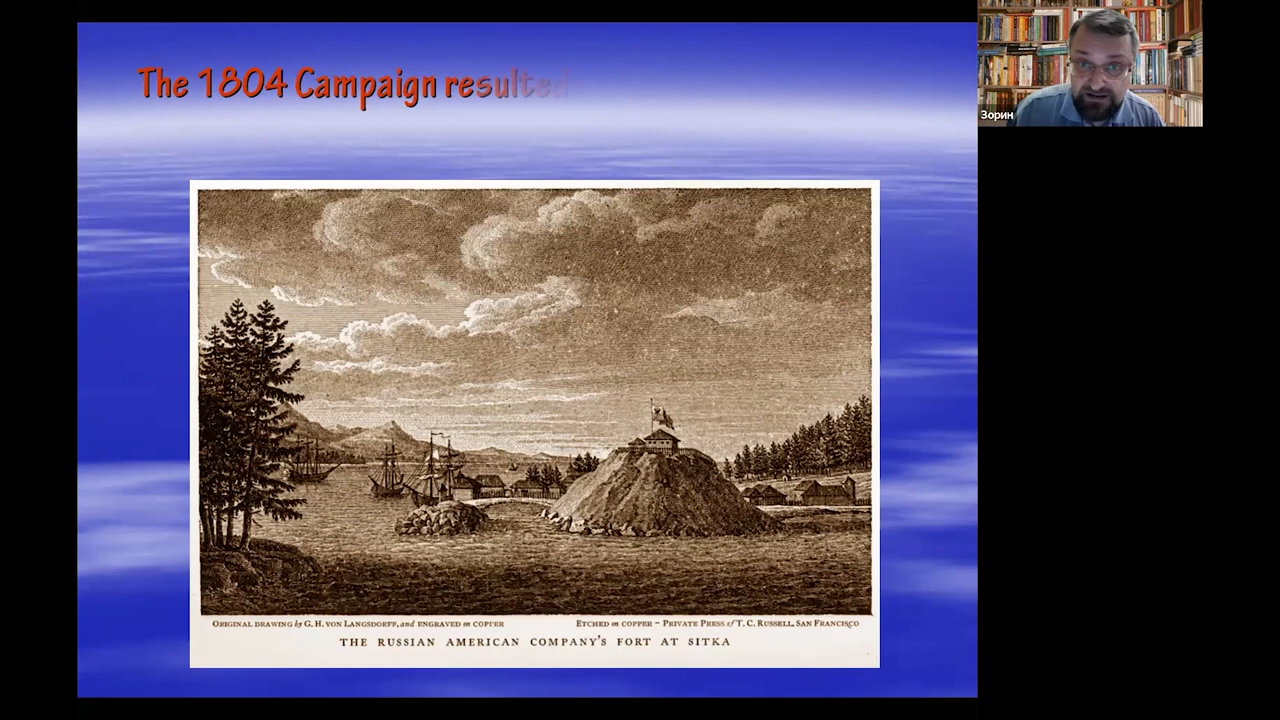 The 1804 Campaign resulted
Зорин
ORIGINAL DRAWING by G. H. VON LANGSDORFF, and ENGRAVED on COPPER
ETCHED on COPPER – PRIVATE PRESS of T. C. RUSSELL, SAN FRANCISCO
THE RUSSIAN AMERICAN COMPANY'S FORT AT SITKA